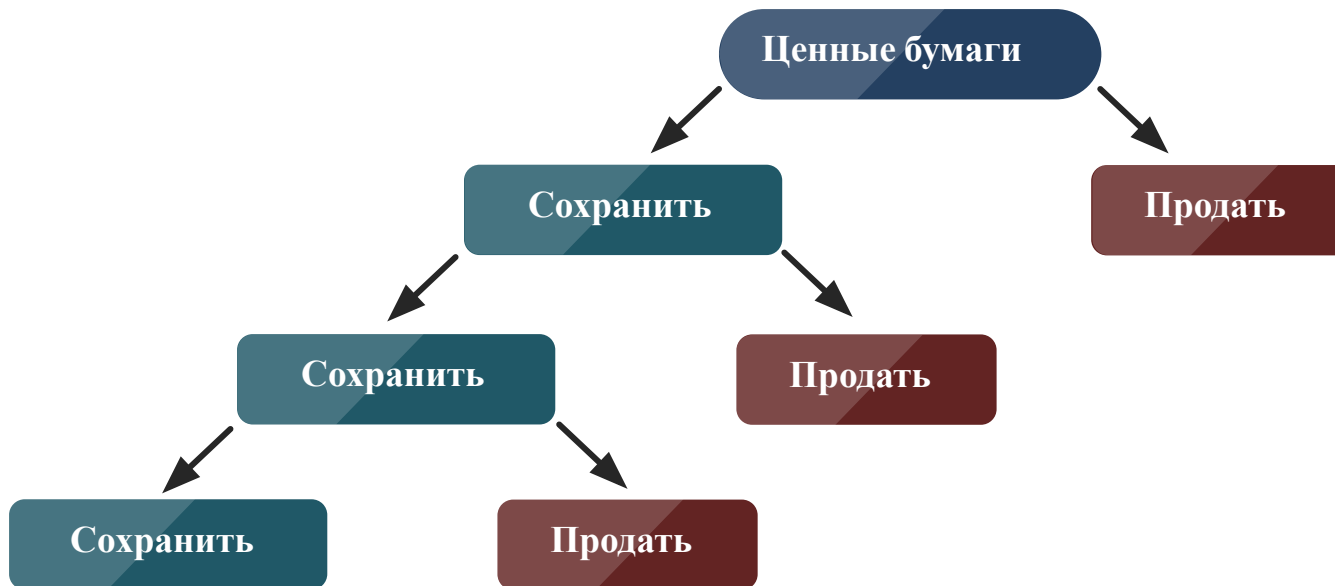 Ценные бумаги
Сохранить
Продать
Сохранить
Продать
Сохранить
Продать